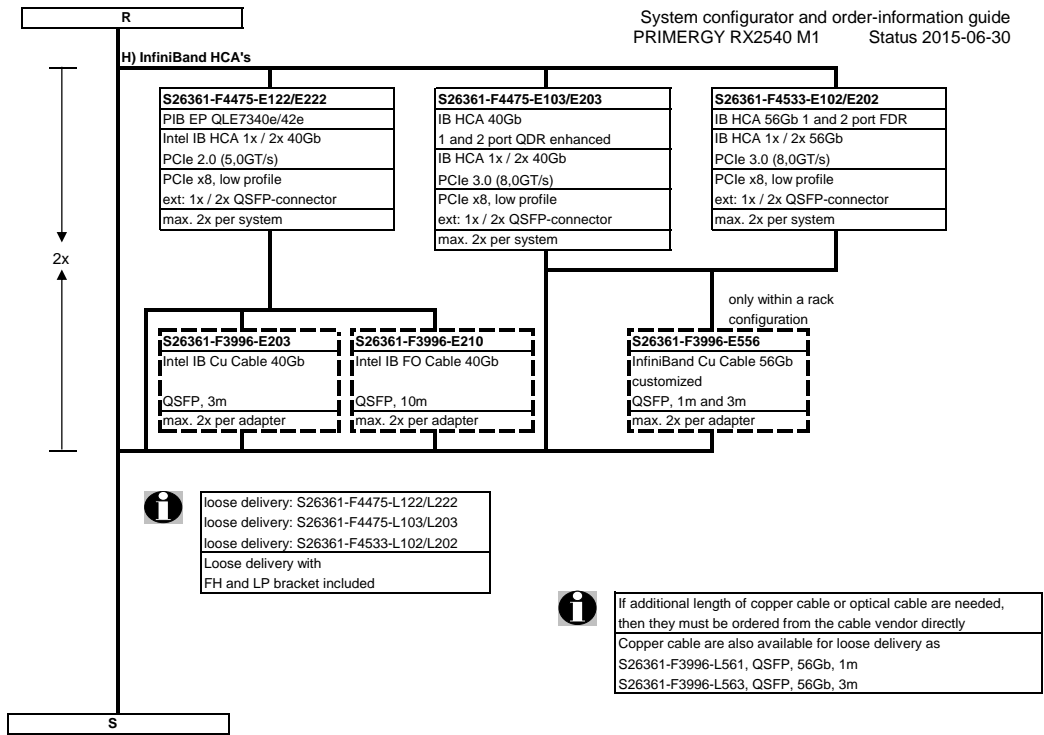 R
System configurator and order-information guide
PRIMERGY RX2540 M1 Status 2015-06-30
H) InfiniBand HCA's
S26361-F4475-E122/E222
PIB EP QLE7340e/42e
Intel IB HCA 1x / 2x 40Gb
PCIe 2.0 (5,0GT/s)
PCIe x8, low profile
ext: 1x / 2x QSFP-connector
max. 2x per system
S26361-F4475-E103/E203
IB HCA 40Gb
1 and 2 port QDR enhanced
IB HCA 1x / 2x 40Gb
PCIe 3.0 (8,0GT/s)
PCIe x8, low profile
ext: 1x / 2x QSFP-connector
max. 2x per system
S26361-F4533-E102/E202
IB HCA 56Gb 1 and 2 port FDR
IB HCA 1x / 2x 56Gb
PCIe 3.0 (8,0GT/s)
PCIe x8, low profile
ext: 1x / 2x QSFP-connector
max. 2x per system
2x
only within a rack
configuration
S26361-F3996-E203
Intel IB Cu Cable 40Gb
QSFP, 3m
max. 2x per adapter
S26361-F3996-E210
Intel IB FO Cable 40Gb
QSFP, 10m
max. 2x per adapter
S26361-F3996-E556
InfiniBand Cu Cable 56Gb
customized
QSFP, 1m and 3m
max. 2x per adapter
loose delivery: S26361-F4475-L122/L222
loose delivery: S26361-F4475-L103/L203
loose delivery: S26361-F4533-L102/L202
Loose delivery with
FH and LP bracket included
If additional length of copper cable or optical cable are needed,
then they must be ordered from the cable vendor directly
Copper cable are also available for loose delivery as
S26361-F3996-L561, QSFP, 56Gb, 1m
S26361-F3996-L563, QSFP, 56Gb, 3m
S